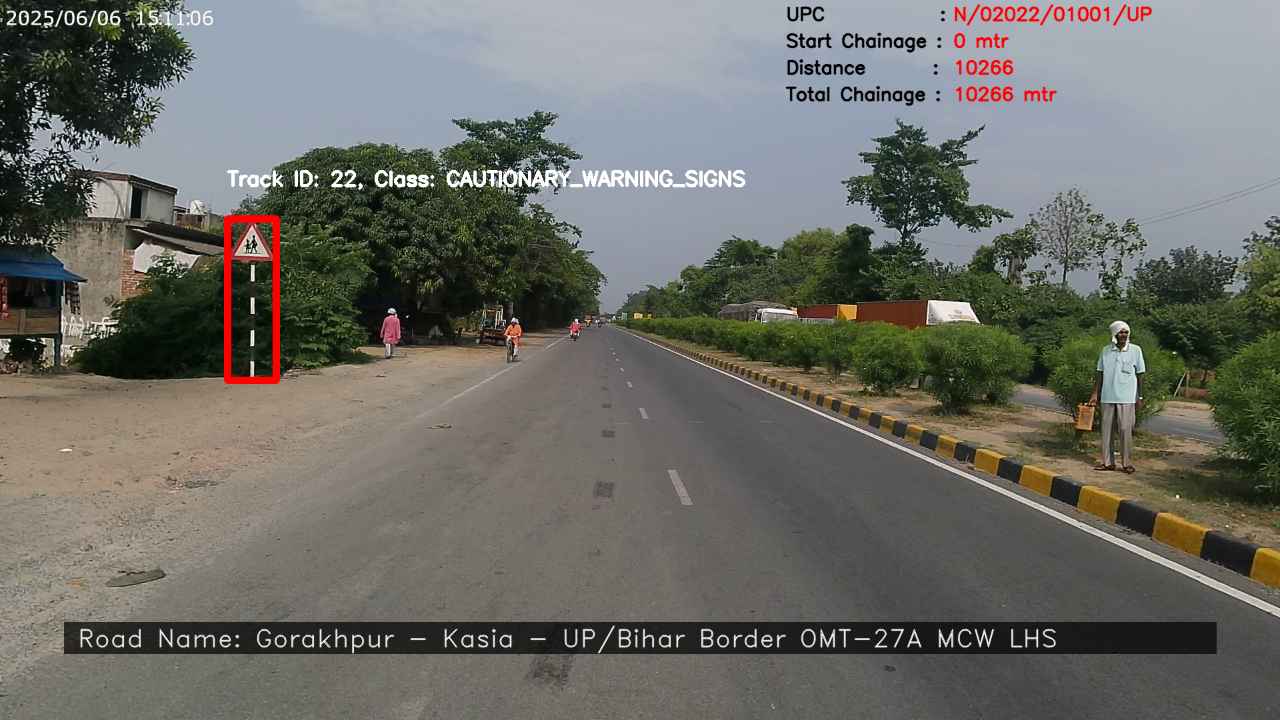 2025/06/06 15:11:06
UPC : N/02022/01001/UP
Start Chainage : 0 mtr
Distance : 10266
Total Chainage : 10266 mtr
Track ID: 22, Class: CAUTIONARY_WARNING_SIGNS
Road Name: Gorakhpur - Kasia - UP/Bihar Border OMT-27A MCW LHS